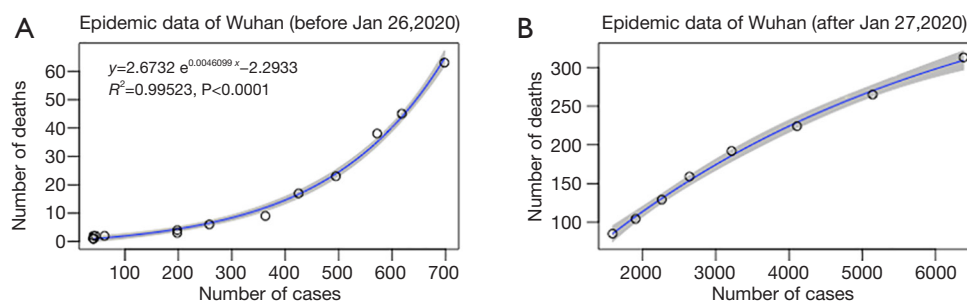 A
Epidemic data of Wuhan (before Jan 26,2020)
y=2.6732 e^0.0046099 x−2.2933
R²=0.99523, P<0.0001
Number of deaths
60
50
40
30
20
10
0
100 200 300 400 500 600 700
Number of cases
B
Epidemic data of Wuhan (after Jan 27,2020)
Number of deaths
300
250
200
150
100
2000 3000 4000 5000 6000
Number of cases